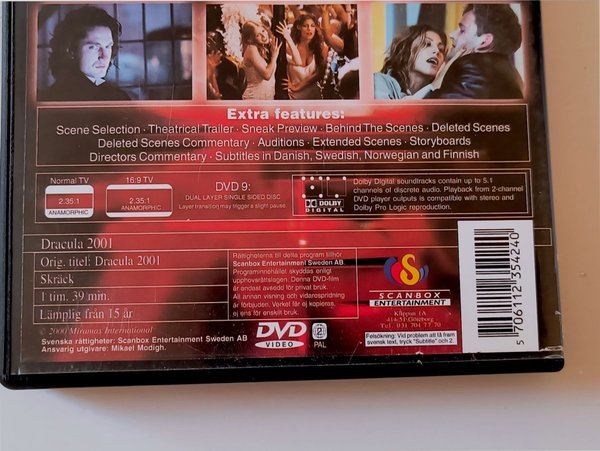 Extra features:
Scene Selection · Theatrical Trailer · Sneak Preview · Behind The Scenes · Deleted Scenes
Deleted Scenes Commentary · Auditions · Extended Scenes · Storyboards
Directors Commentary · Subtitles in Danish, Swedish, Norwegian and Finnish
Normal TV
2.35:1
ANAMORPHIC
16:9 TV
2.35:1
ANAMORPHIC
DVD 9:
DUAL LAYER SINGLE SIDED DISC
Layer transition may trigger a slight pause.
DOLBY
DIGITAL
Dolby Digital soundtracks contain up to 5.1
channels of discrete audio. Playback from 2-channel
DVD player outputs is compatible with stereo and
Dolby Pro Logic reproduction.
Dracula 2001
Orig. titel: Dracula 2001
Skräck
1 tim. 39 min.
Lämplig från 15 år
© 2000 Miramax International
Svenska rättigheter: Scanbox Entertainment Sweden AB
Ansvarig utgivare: Mikael Modigh.
Rättigheterna till detta program tillhör
Scanbox Entertainment Sweden AB.
Programinnehållet skyddas enligt
upphovsrättslagen. Denna DVD-film
är endast avsedd för privat bruk.
All annan visning och vidarespridning
är förbjuden. Verket får ej kopieras,
ej ens för enskilt bruk.
DVD
VIDEO
2
PAL
S
SCANBOX
ENTERTAINMENT
Klippan 1A
414 51 Göteborg
Tel. 031 704 77 70
Felsökning: Vid problem att få fram
svensk text, tryck "Subtitle" och 2.
5 706112 354240